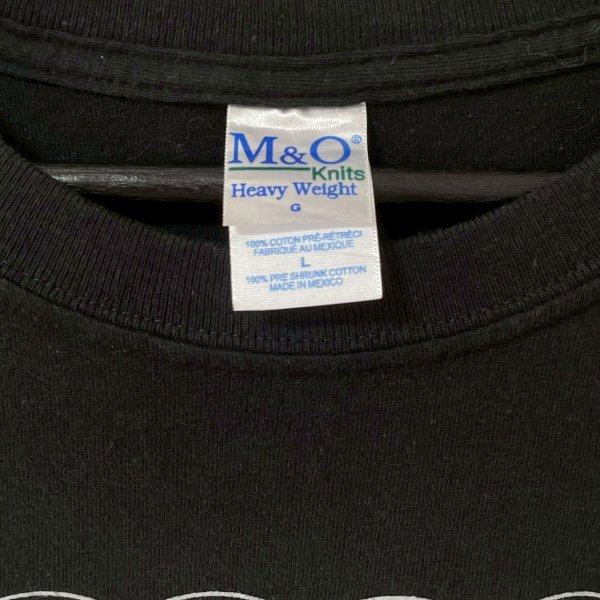 M&O®
Knits
Heavy Weight
G
100% COTON PRÉ-RÉTRÉCI
FABRIQUÉ AU MEXIQUE
L
100% PRE SHRUNK COTTON
MADE IN MEXICO